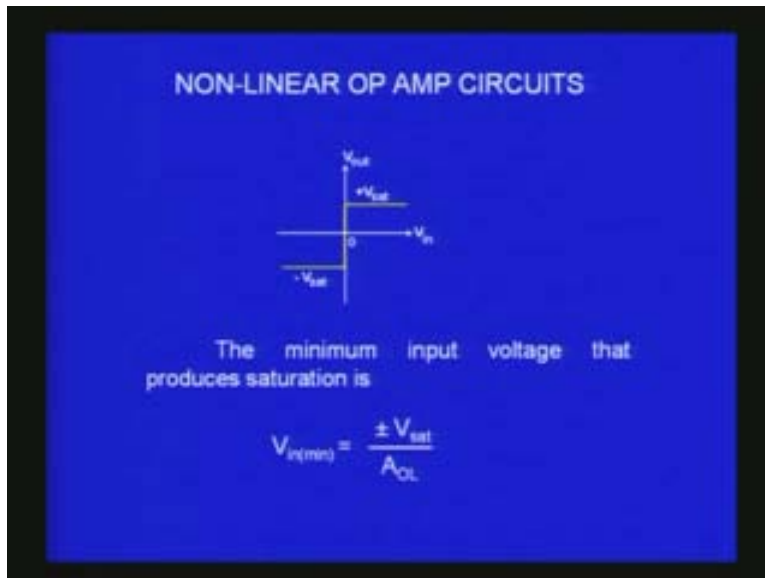 NON-LINEAR OP AMP CIRCUITS
Vout
+Vsat
0
Vin
- Vsat
The minimum input voltage that
produces saturation is
Vin(min) = ± Vsat / AOL